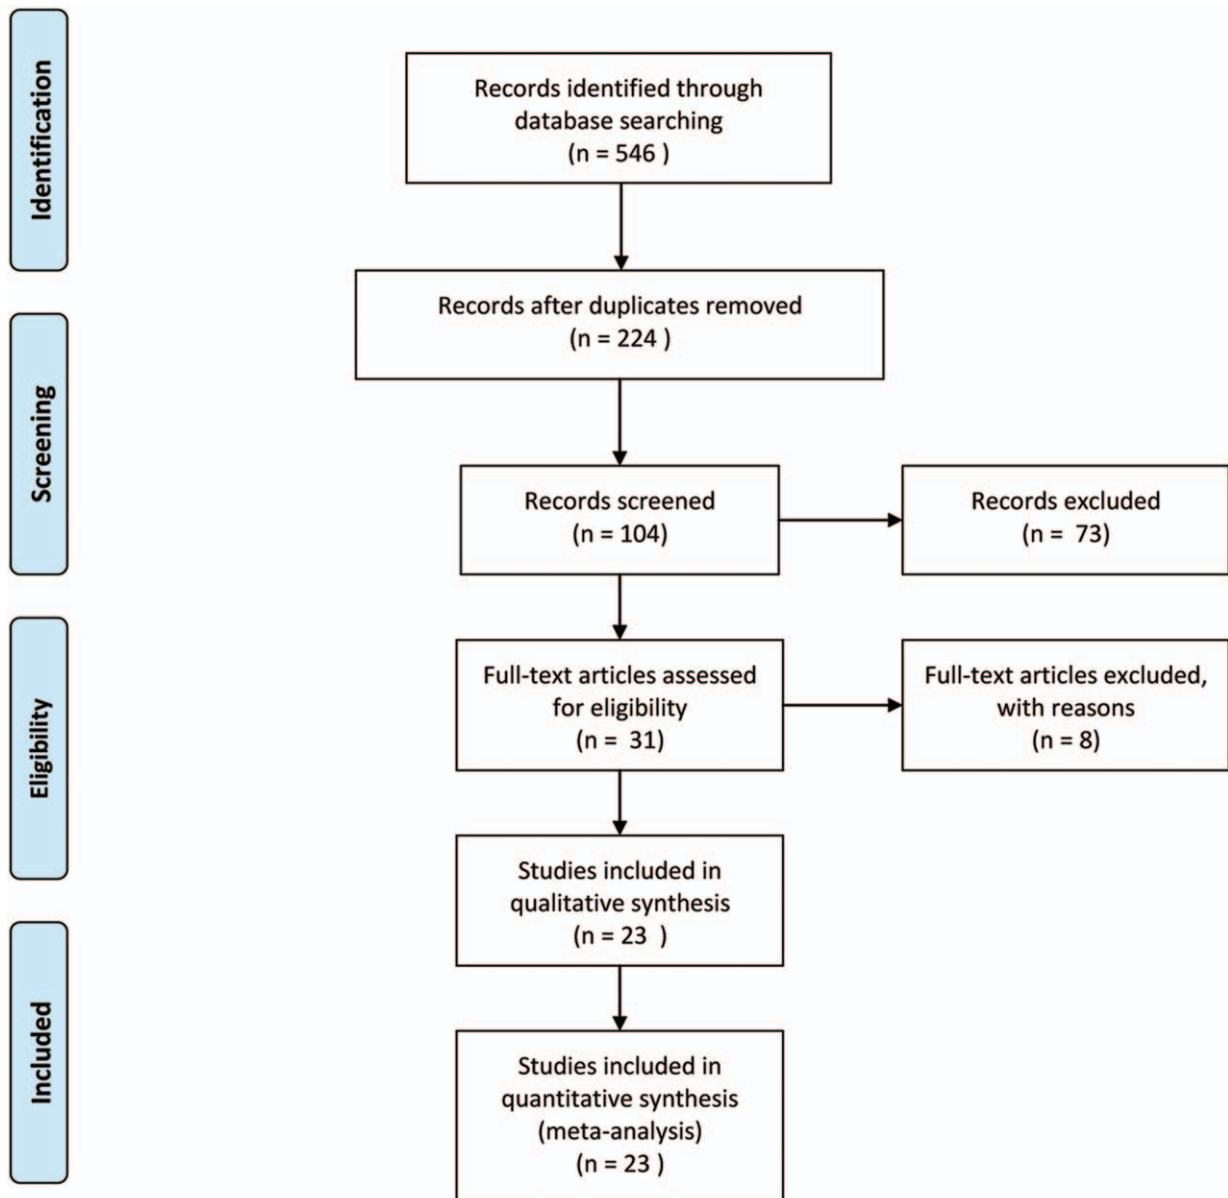 Identification
Records identified through
database searching
(n = 546 )
Records after duplicates removed
(n = 224 )
Screening
Records screened
(n = 104)
Records excluded
(n = 73)
Eligibility
Full-text articles assessed
for eligibility
(n = 31)
Full-text articles excluded,
with reasons
(n = 8)
Studies included in
qualitative synthesis
(n = 23 )
Included
Studies included in
quantitative synthesis
(meta-analysis)
(n = 23 )